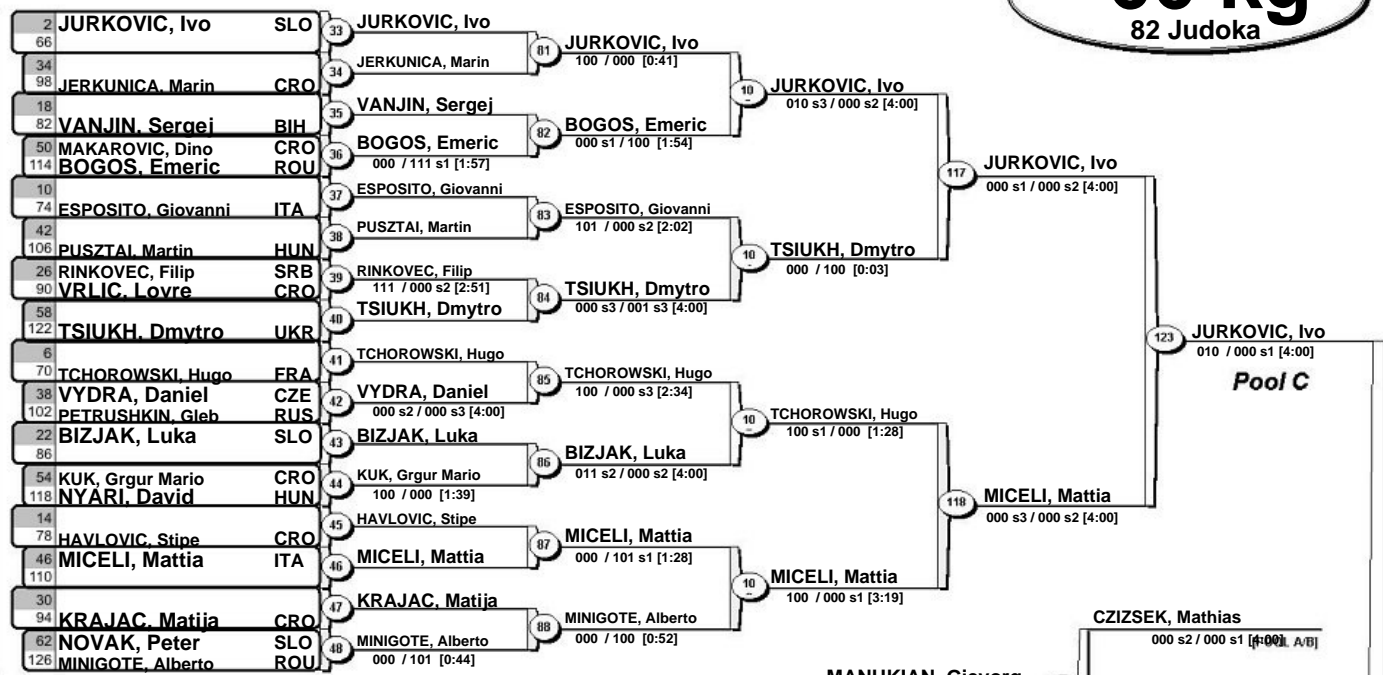 66 kg
82 Judoka
2 JURKOVIC, Ivo SLO
66
34
98 JERKUNICA, Marin CRO
18
82 VANJIN, Sergej BIH
50 MAKAROVIC, Dino CRO
114 BOGOS, Emeric ROU
10
74 ESPOSITO, Giovanni ITA
42
106 PUSZTAI, Martin HUN
26 RINKOVEC, Filip SRB
90 VRLIC, Lovre CRO
58
122 TSIUKH, Dmytro UKR
6
70 TCHOROWSKI, Hugo FRA
38 VYDRA, Daniel CZE
102 PETRUSHKIN, Gleb RUS
22 BIZJAK, Luka SLO
86
54 KUK, Grgur Mario CRO
118 NYARI, David HUN
14
78 HAVLOVIC, Stipe CRO
46 MICELI, Mattia ITA
110
30
94 KRAJAC, Matija CRO
62 NOVAK, Peter SLO
126 MINIGOTE, Alberto ROU
33 JURKOVIC, Ivo
34 JERKUNICA, Marin
35 VANJIN, Sergej
36 BOGOS, Emeric
000 / 111 s1 [1:57]
37 ESPOSITO, Giovanni
38 PUSZTAI, Martin
39 RINKOVEC, Filip
111 / 000 s2 [2:51]
40 TSIUKH, Dmytro
41 TCHOROWSKI, Hugo
42 VYDRA, Daniel
000 s2 / 000 s3 [4:00]
43 BIZJAK, Luka
44 KUK, Grgur Mario
100 / 000 [1:39]
45 HAVLOVIC, Stipe
46 MICELI, Mattia
47 KRAJAC, Matija
48 MINIGOTE, Alberto
000 / 101 [0:44]
81 JURKOVIC, Ivo
100 / 000 [0:41]
82 BOGOS, Emeric
000 s1 / 100 [1:54]
83 ESPOSITO, Giovanni
101 / 000 s2 [2:02]
84 TSIUKH, Dmytro
000 s3 / 001 s3 [4:00]
85 TCHOROWSKI, Hugo
100 / 000 s3 [2:34]
86 BIZJAK, Luka
011 s2 / 000 s2 [4:00]
87 MICELI, Mattia
000 / 101 s1 [1:28]
88 MINIGOTE, Alberto
000 / 100 [0:52]
10 JURKOVIC, Ivo
010 s3 / 000 s2 [4:00]
10 TSIUKH, Dmytro
000 / 100 [0:03]
10 TCHOROWSKI, Hugo
100 s1 / 000 [1:28]
10 MICELI, Mattia
100 / 000 s1 [3:19]
117 JURKOVIC, Ivo
000 s1 / 000 s2 [4:00]
118 MICELI, Mattia
000 s3 / 000 s2 [4:00]
123 JURKOVIC, Ivo
010 / 000 s1 [4:00]
Pool C
CZIZSEK, Mathias
000 s2 / 000 s1 [4:00]
MANUKIAN, Gievorg